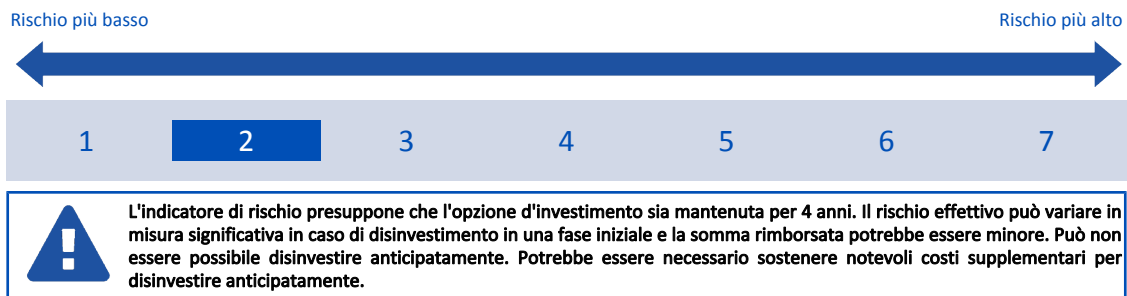 Rischio più basso Rischio più alto
1 2 3 4 5 6 7
L'indicatore di rischio presuppone che l'opzione d'investimento sia mantenuta per 4 anni. Il rischio effettivo può variare in
misura significativa in caso di disinvestimento in una fase iniziale e la somma rimborsata potrebbe essere minore. Può non
essere possibile disinvestire anticipatamente. Potrebbe essere necessario sostenere notevoli costi supplementari per
disinvestire anticipatamente.